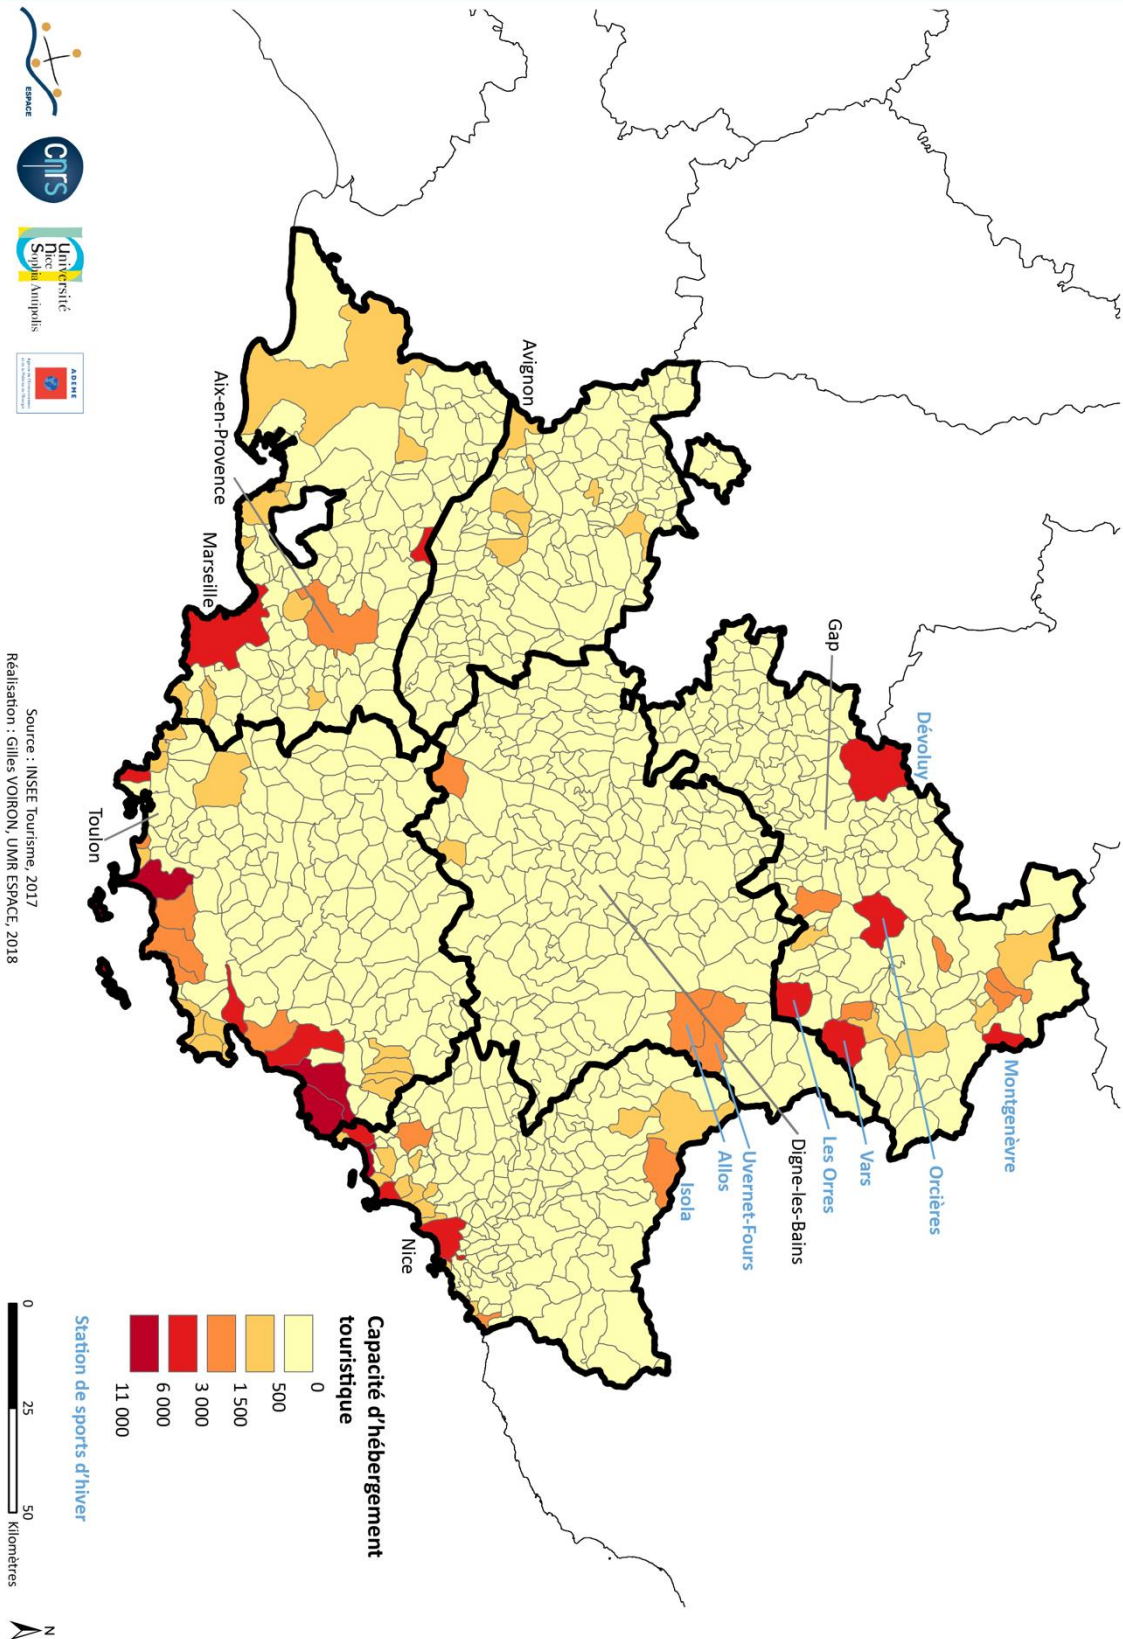 Dévoluy
Gap
Montgenèvre
Orcières
Vars
Les Orres
Digne-les-Bains
Uvernet-Fours
Allos
Isola
Avignon
Aix-en-Provence
Marseille
Toulon
Nice
Capacité d'hébergement
touristique
0
500
1 500
3 000
6 000
11 000
Station de sports d'hiver
0 25 50 Kilomètres
N
ESPACE
cnrs
Université
nice
Sophia Antipolis
ADEME
Source : INSEE Tourisme, 2017
Réalisation : Gilles VOIRON, UMR ESPACE, 2018